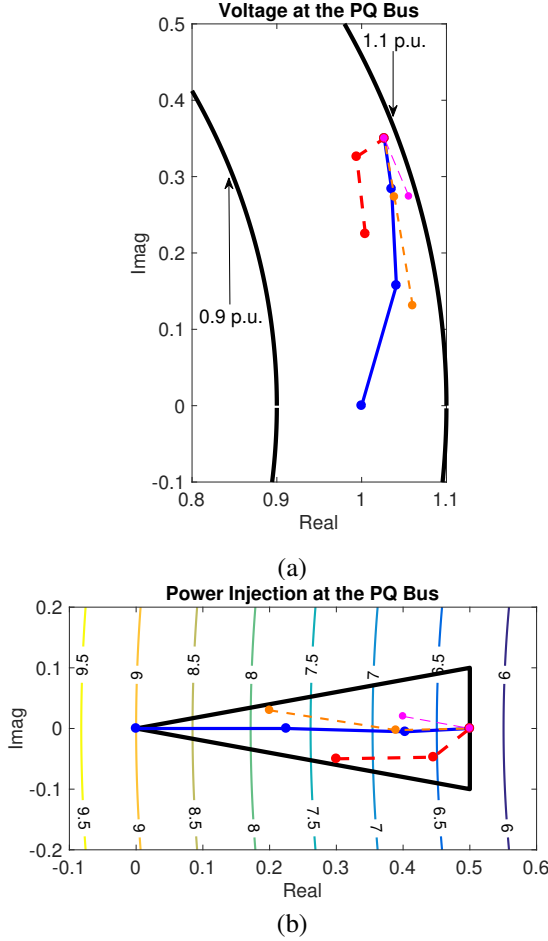 Voltage at the PQ Bus
0.5
1.1 p.u.
0.4
0.3
Imag
0.2
0.9 p.u.
0.1
0
-0.1
0.8 0.9 1 1.1
Real
(a)
Power Injection at the PQ Bus
0.2
9.5 9 8.5 8 7.5 7 6.5 6
0.1
Imag
0
-0.1
9.5 9 8.5 8 7.5 7 6.5 6
-0.2
-0.1 0 0.1 0.2 0.3 0.4 0.5 0.6
Real
(b)